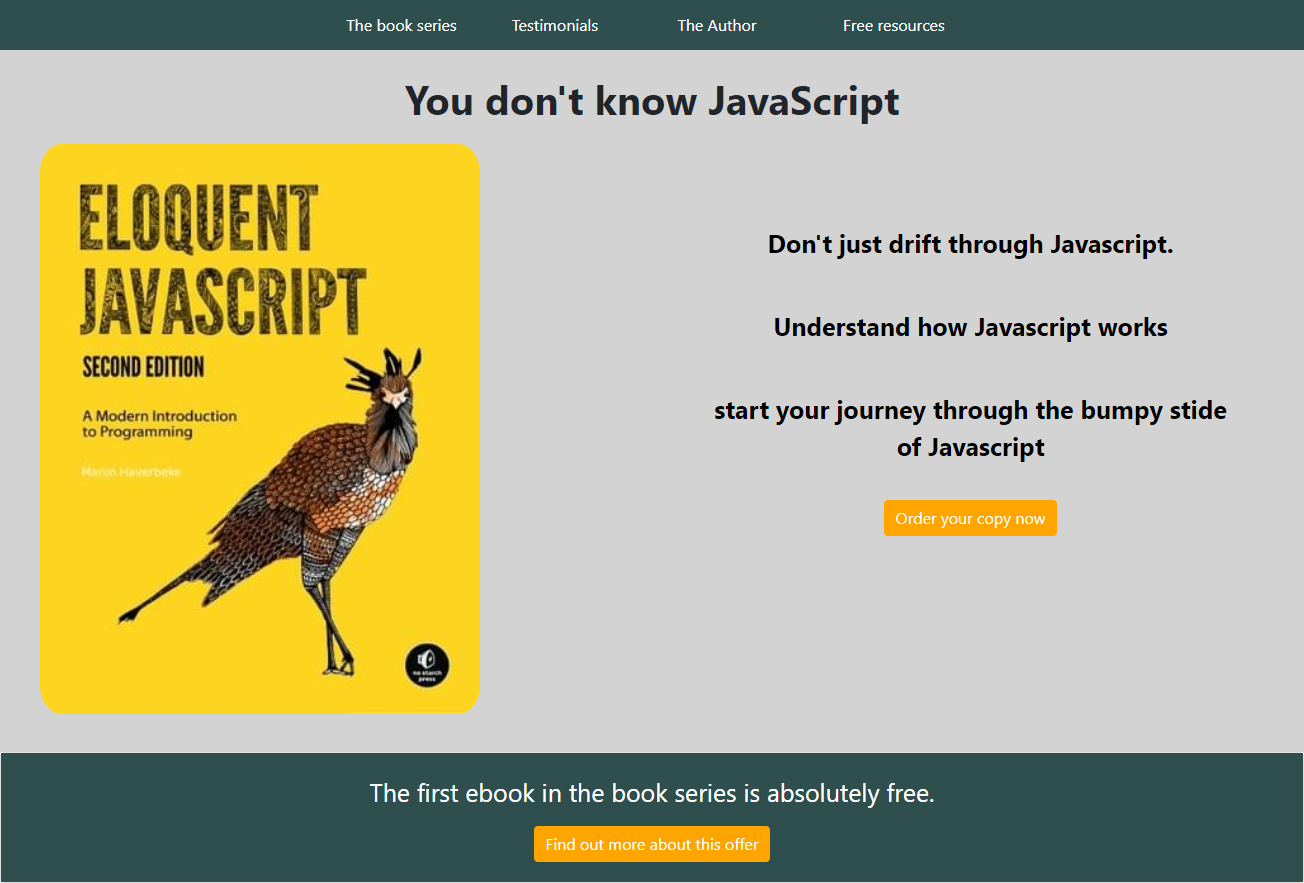 The book series Testimonials The Author Free resources
You don't know JavaScript
ELOQUENT
JAVASCRIPT
SECOND EDITION
A Modern Introduction
to Programming
Marijn Haverbeke
no starch
press
Don't just drift through Javascript.
Understand how Javascript works
start your journey through the bumpy stide
of Javascript
Order your copy now
The first ebook in the book series is absolutely free.
Find out more about this offer